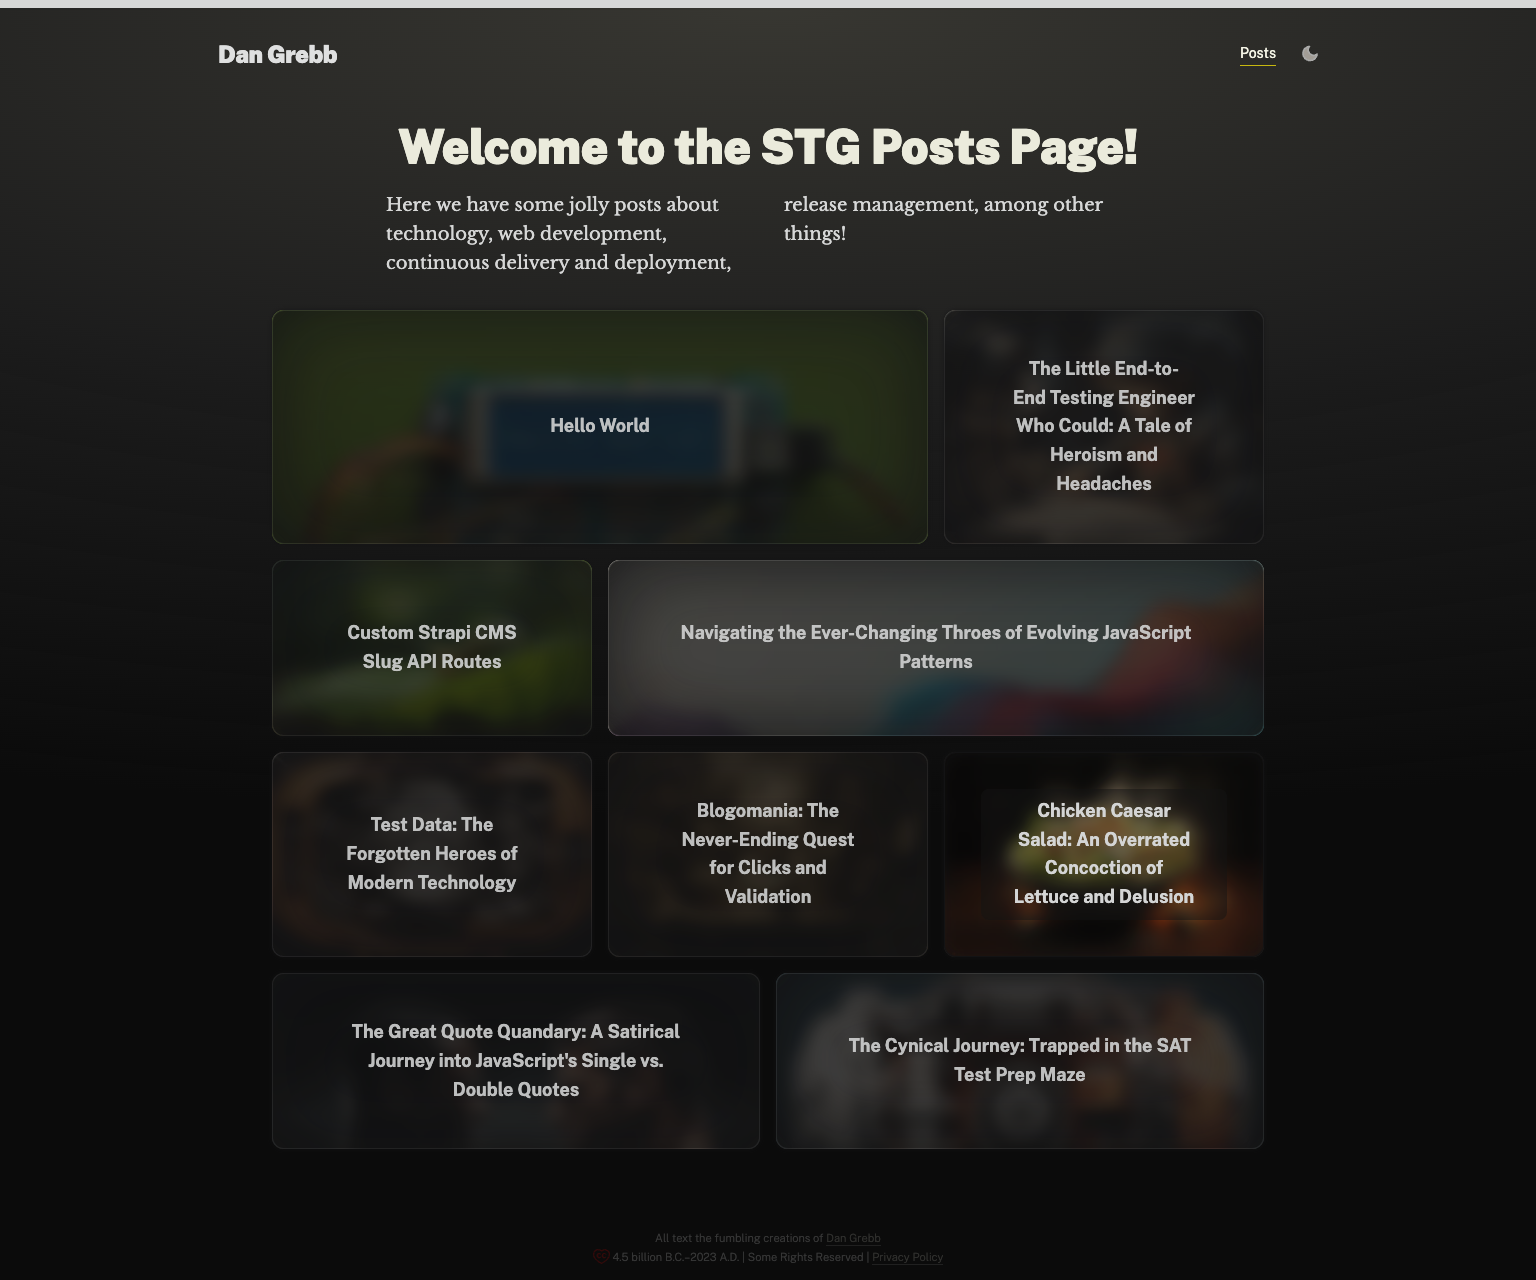 Dan Grebb
Posts
Welcome to the STG Posts Page!
Here we have some jolly posts about
technology, web development,
continuous delivery and deployment,
release management, among other
things!
Hello World
The Little End-to-
End Testing Engineer
Who Could: A Tale of
Heroism and
Headaches
Custom Strapi CMS
Slug API Routes
Navigating the Ever-Changing Throes of Evolving JavaScript
Patterns
Test Data: The
Forgotten Heroes of
Modern Technology
Blogomania: The
Never-Ending Quest
for Clicks and
Validation
Chicken Caesar
Salad: An Overrated
Concoction of
Lettuce and Delusion
The Great Quote Quandary: A Satirical
Journey into JavaScript's Single vs.
Double Quotes
The Cynical Journey: Trapped in the SAT
Test Prep Maze
All text the fumbling creations of Dan Grebb
4.5 billion B.C.–2023 A.D. | Some Rights Reserved | Privacy Policy